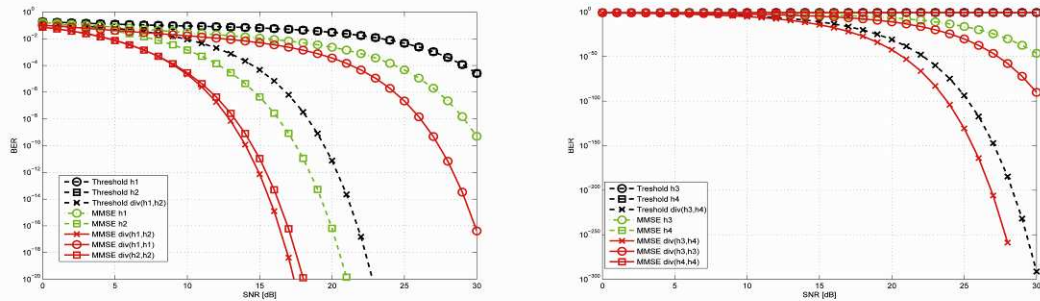 10^0
10^-2
10^-4
10^-6
10^-8
10^-10
10^-12
10^-14
10^-16
10^-18
10^-20
BER
0 5 10 15 20 25 30
SNR [dB]
Threshold h1
Threshold h2
Threshold div(h1,h2)
MMSE h1
MMSE h2
MMSE div(h1,h2)
MMSE div(h1,h1)
MMSE div(h2,h2)
10^0
10^-50
10^-100
10^-150
10^-200
10^-250
10^-300
BER
0 5 10 15 20 25 30
SNR [dB]
Treshold h3
Treshold h4
Treshold div(h3,h4)
MMSE h3
MMSE h4
MMSE div(h3,h4)
MMSE div(h3,h3)
MMSE div(h4,h4)